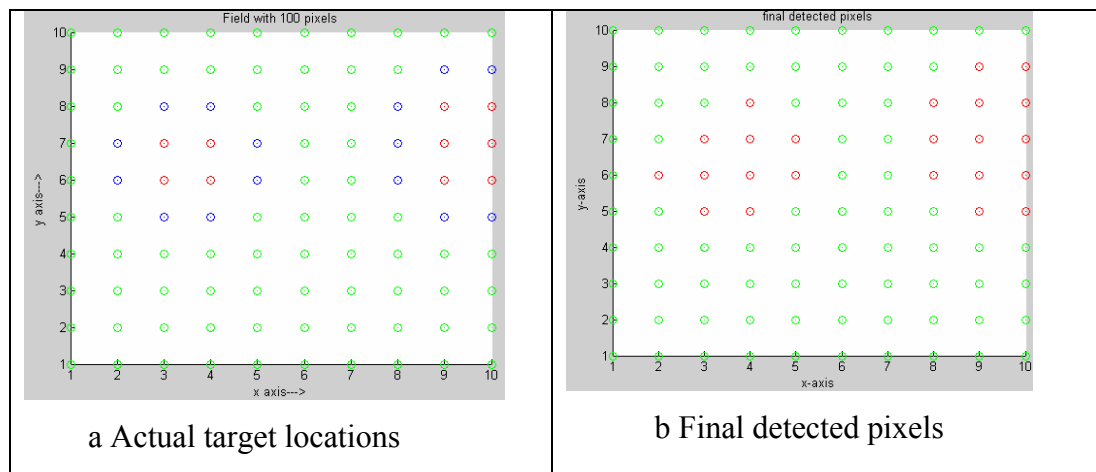 Field with 100 pixels
10
9
8
7
6
5
4
3
2
1
y axis--->
1 2 3 4 5 6 7 8 9 10
x axis--->
a Actual target locations
final detected pixels
10
9
8
7
6
5
4
3
2
1
y-axis
1 2 3 4 5 6 7 8 9 10
x-axis
b Final detected pixels